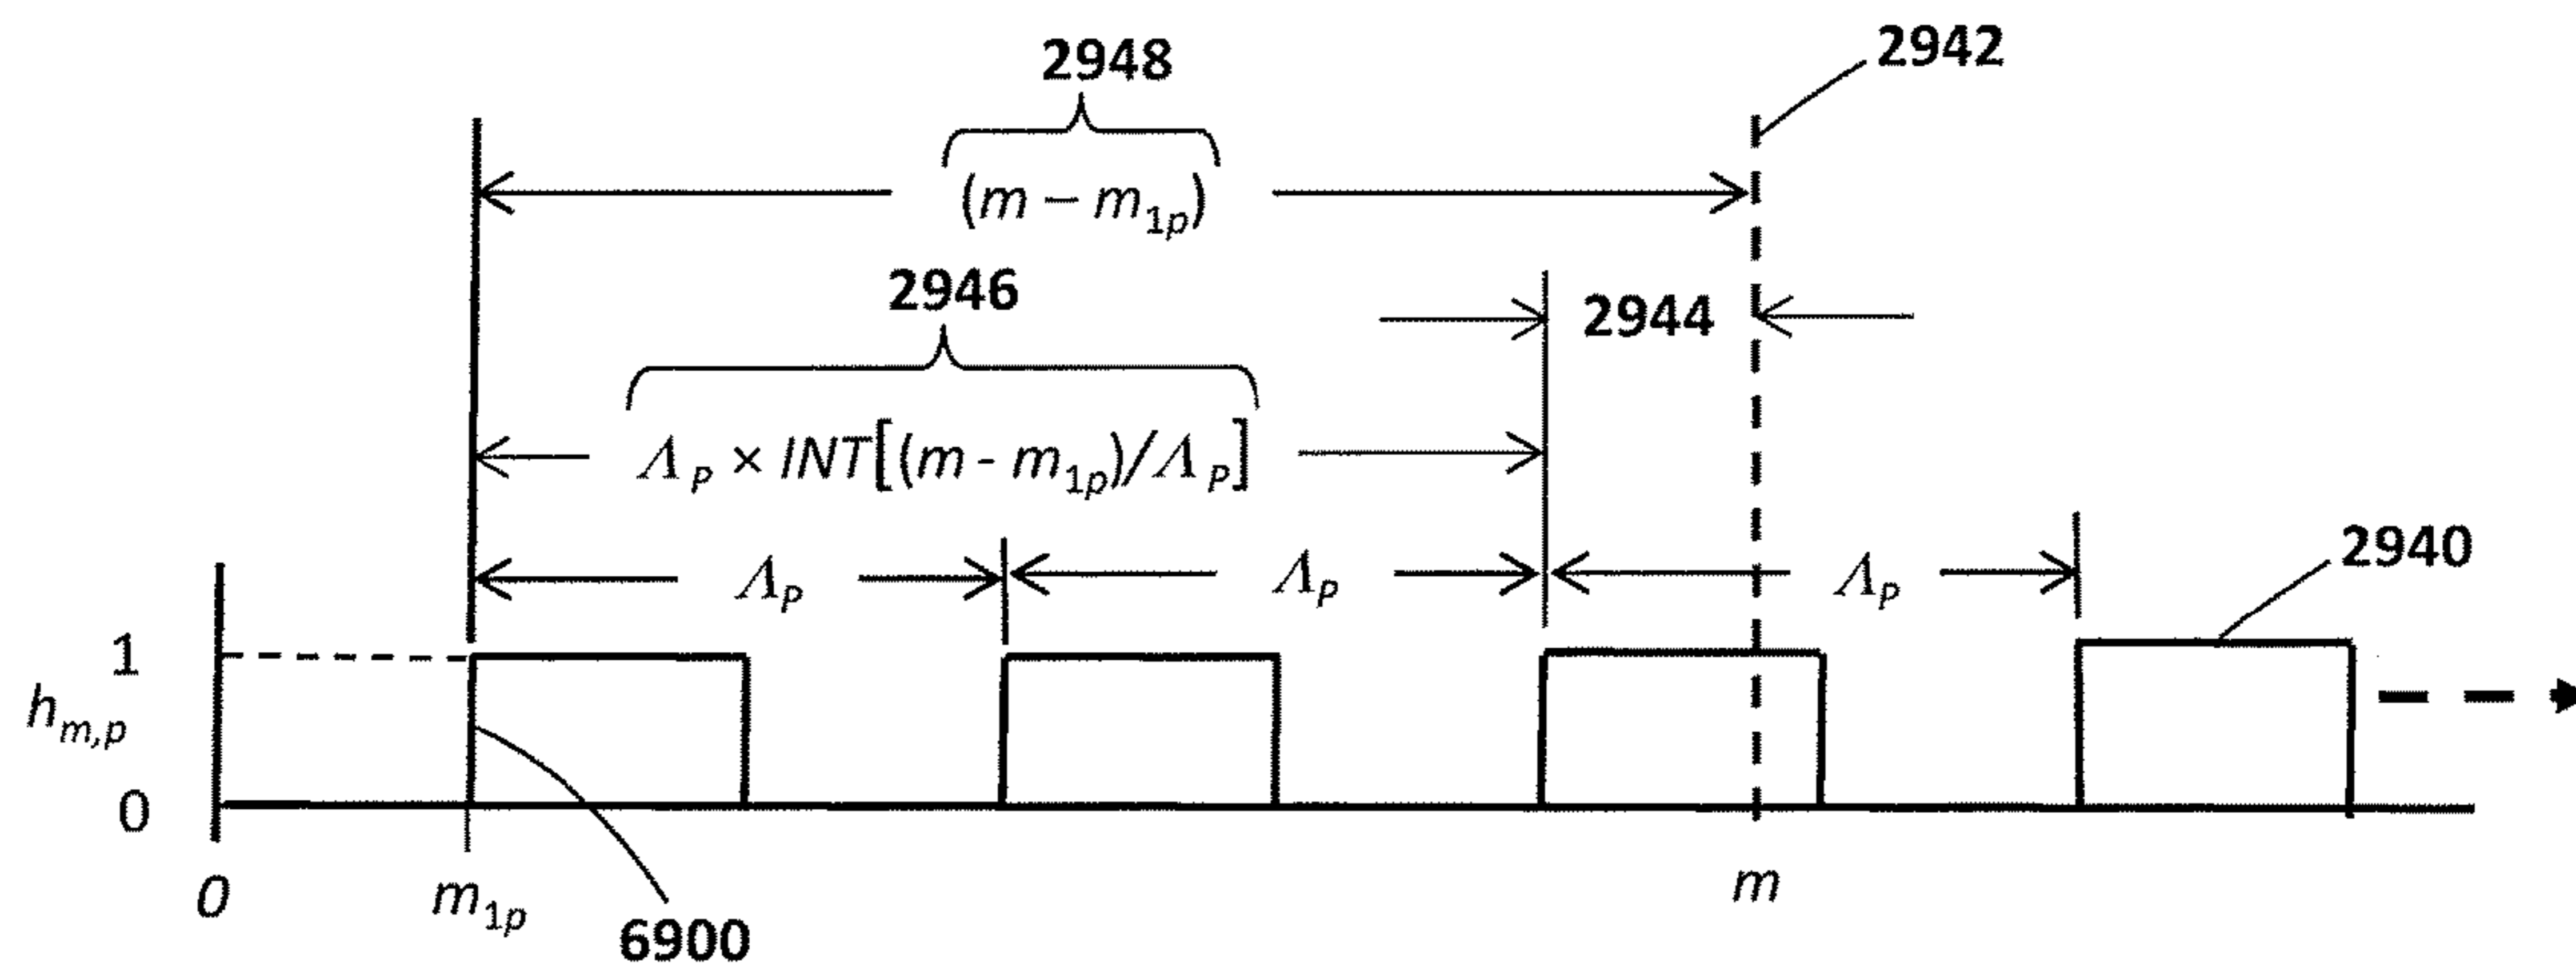 2942
2948
(m – m1p)
2946
2944
ΛP × INT[(m - m1p)/ΛP]
2940
ΛP ΛP ΛP
1
hm,p
0
0 m1p m
6900